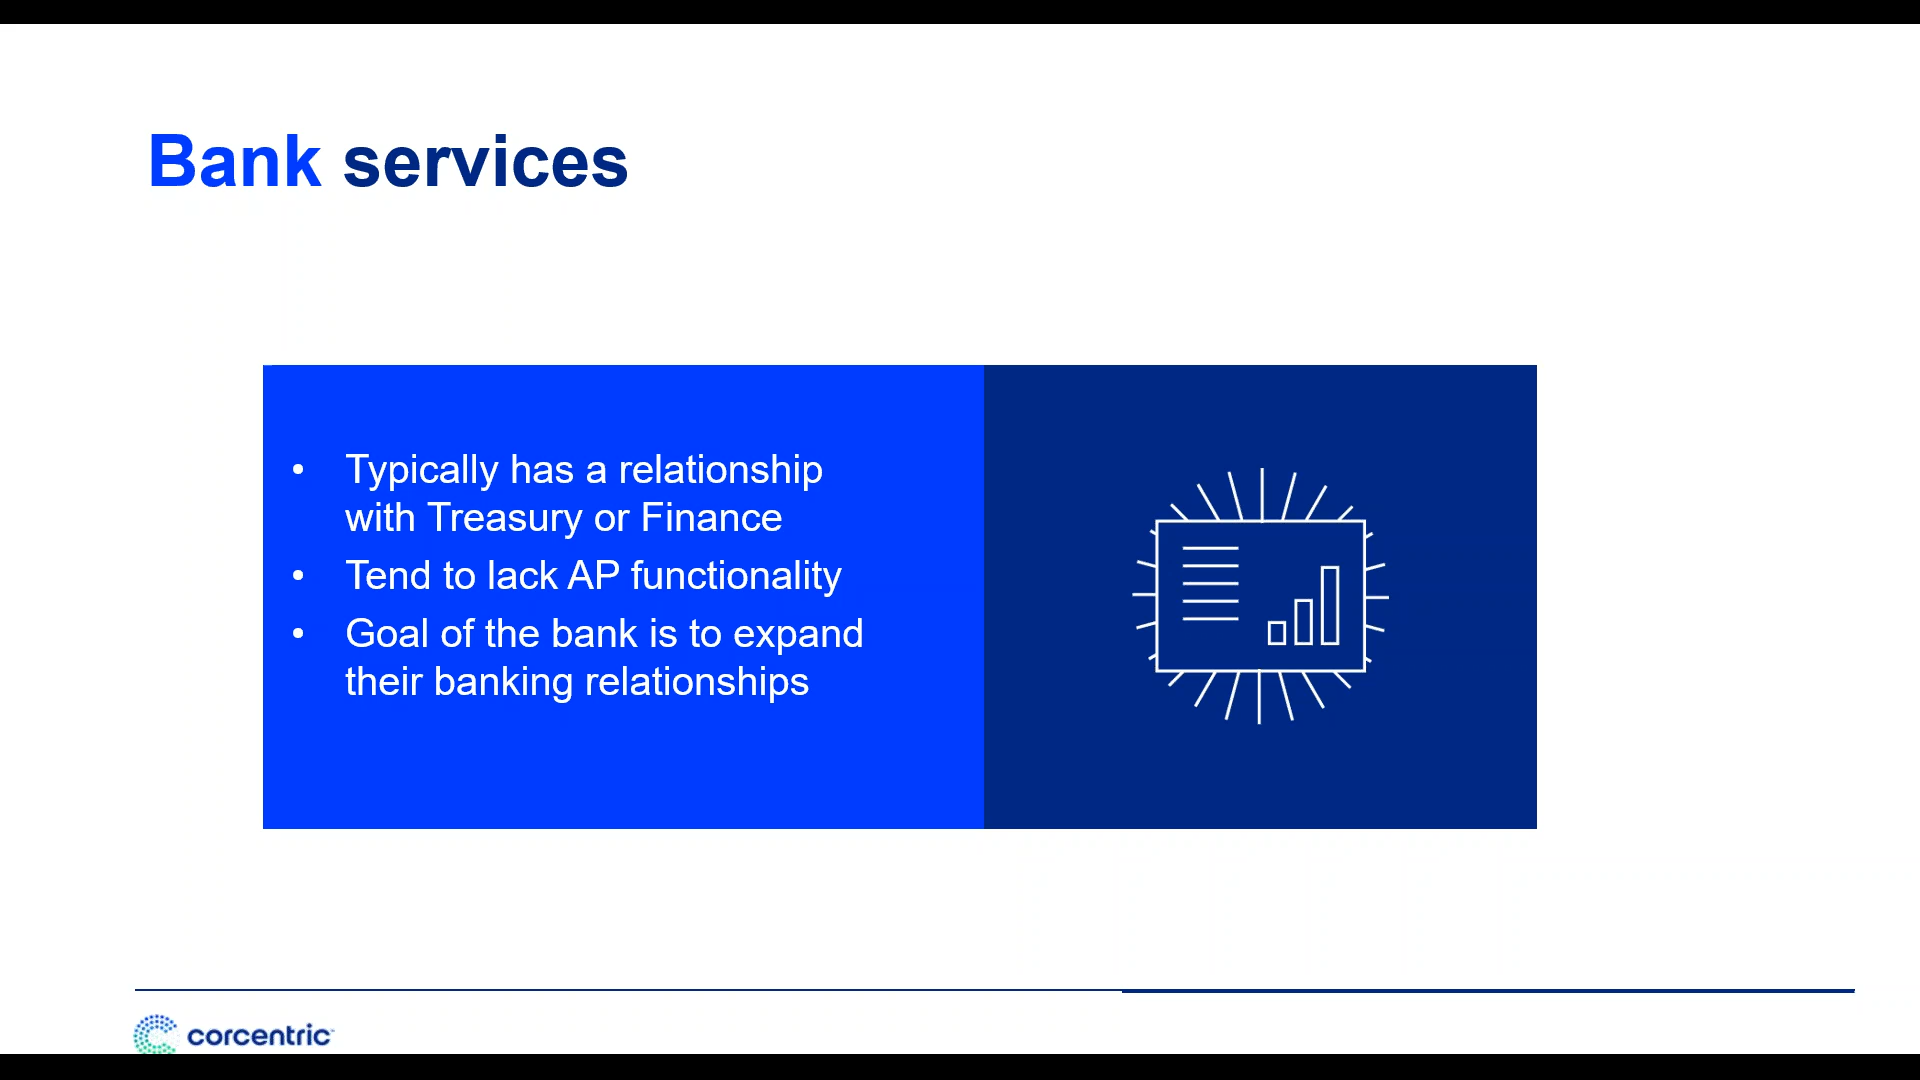 Bank services
• Typically has a relationship
with Treasury or Finance
• Tend to lack AP functionality
• Goal of the bank is to expand
their banking relationships
corcentric